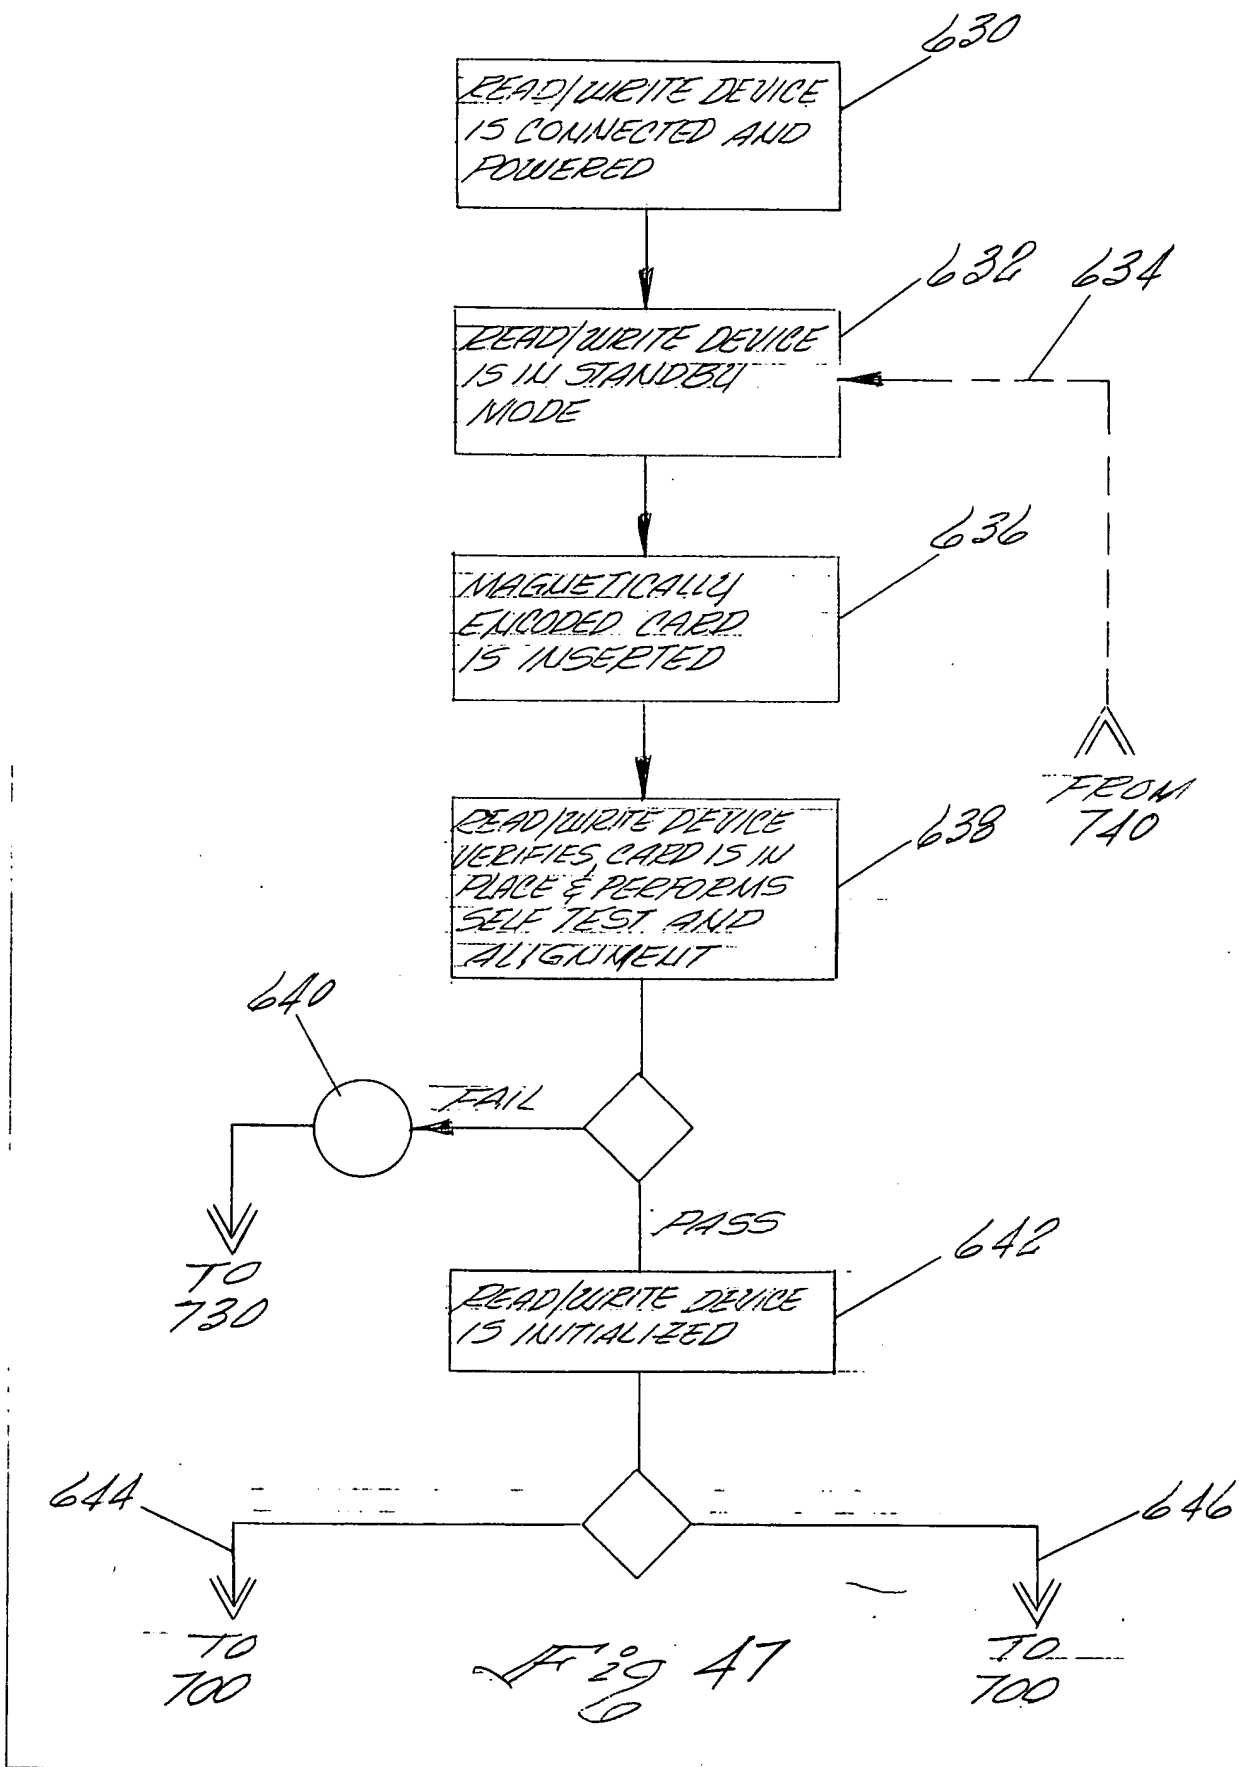 630
READ/WRITE DEVICE
IS CONNECTED AND
POWERED
632
634
READ/WRITE DEVICE
IS IN STANDBY
MODE
636
MAGNETICALLY
ENCODED CARD
IS INSERTED
FROM
740
638
READ/WRITE DEVICE
VERIFIES, CARD IS IN
PLACE & PERFORMS
SELF TEST AND
ALIGNMENT
640
FAIL
PASS
TO
730
642
READ/WRITE DEVICE
IS INITIALIZED
644
646
TO
700
TO
700
Fig 47